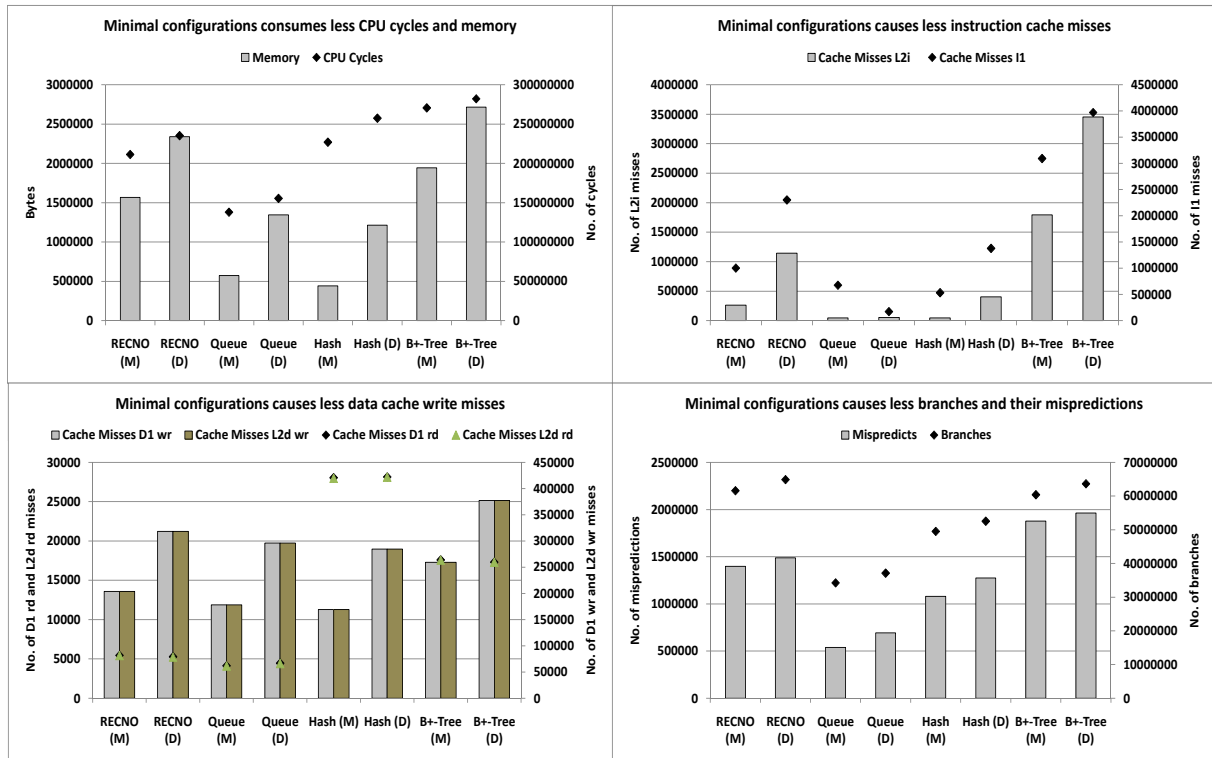 Minimal configurations consumes less CPU cycles and memory
Memory CPU Cycles
3000000
2500000
2000000
1500000
1000000
500000
0
Bytes
300000000
250000000
200000000
150000000
100000000
50000000
0
No. of cycles
RECNO (M)
RECNO (D)
Queue (M)
Queue (D)
Hash (M)
Hash (D)
B+-Tree (M)
B+-Tree (D)
Minimal configurations causes less instruction cache misses
Cache Misses L2i Cache Misses I1
4000000
3500000
3000000
2500000
2000000
1500000
1000000
500000
0
No. of L2i misses
4500000
4000000
3500000
3000000
2500000
2000000
1500000
1000000
500000
0
No. of I1 misses
RECNO (M)
RECNO (D)
Queue (M)
Queue (D)
Hash (M)
Hash (D)
B+-Tree (M)
B+-Tree (D)
Minimal configurations causes less data cache write misses
Cache Misses D1 wr Cache Misses L2d wr Cache Misses D1 rd Cache Misses L2d rd
30000
25000
20000
15000
10000
5000
0
No. of D1 rd and L2d rd misses
450000
400000
350000
300000
250000
200000
150000
100000
50000
0
No. of D1 wr and L2d wr misses
RECNO (M)
RECNO (D)
Queue (M)
Queue (D)
Hash (M)
Hash (D)
B+-Tree (M)
B+-Tree (D)
Minimal configurations causes less branches and their mispredictions
Mispredicts Branches
2500000
2000000
1500000
1000000
500000
0
No. of mispredictions
70000000
60000000
50000000
40000000
30000000
20000000
10000000
0
No. of branches
RECNO (M)
RECNO (D)
Queue (M)
Queue (D)
Hash (M)
Hash (D)
B+-Tree (M)
B+-Tree (D)